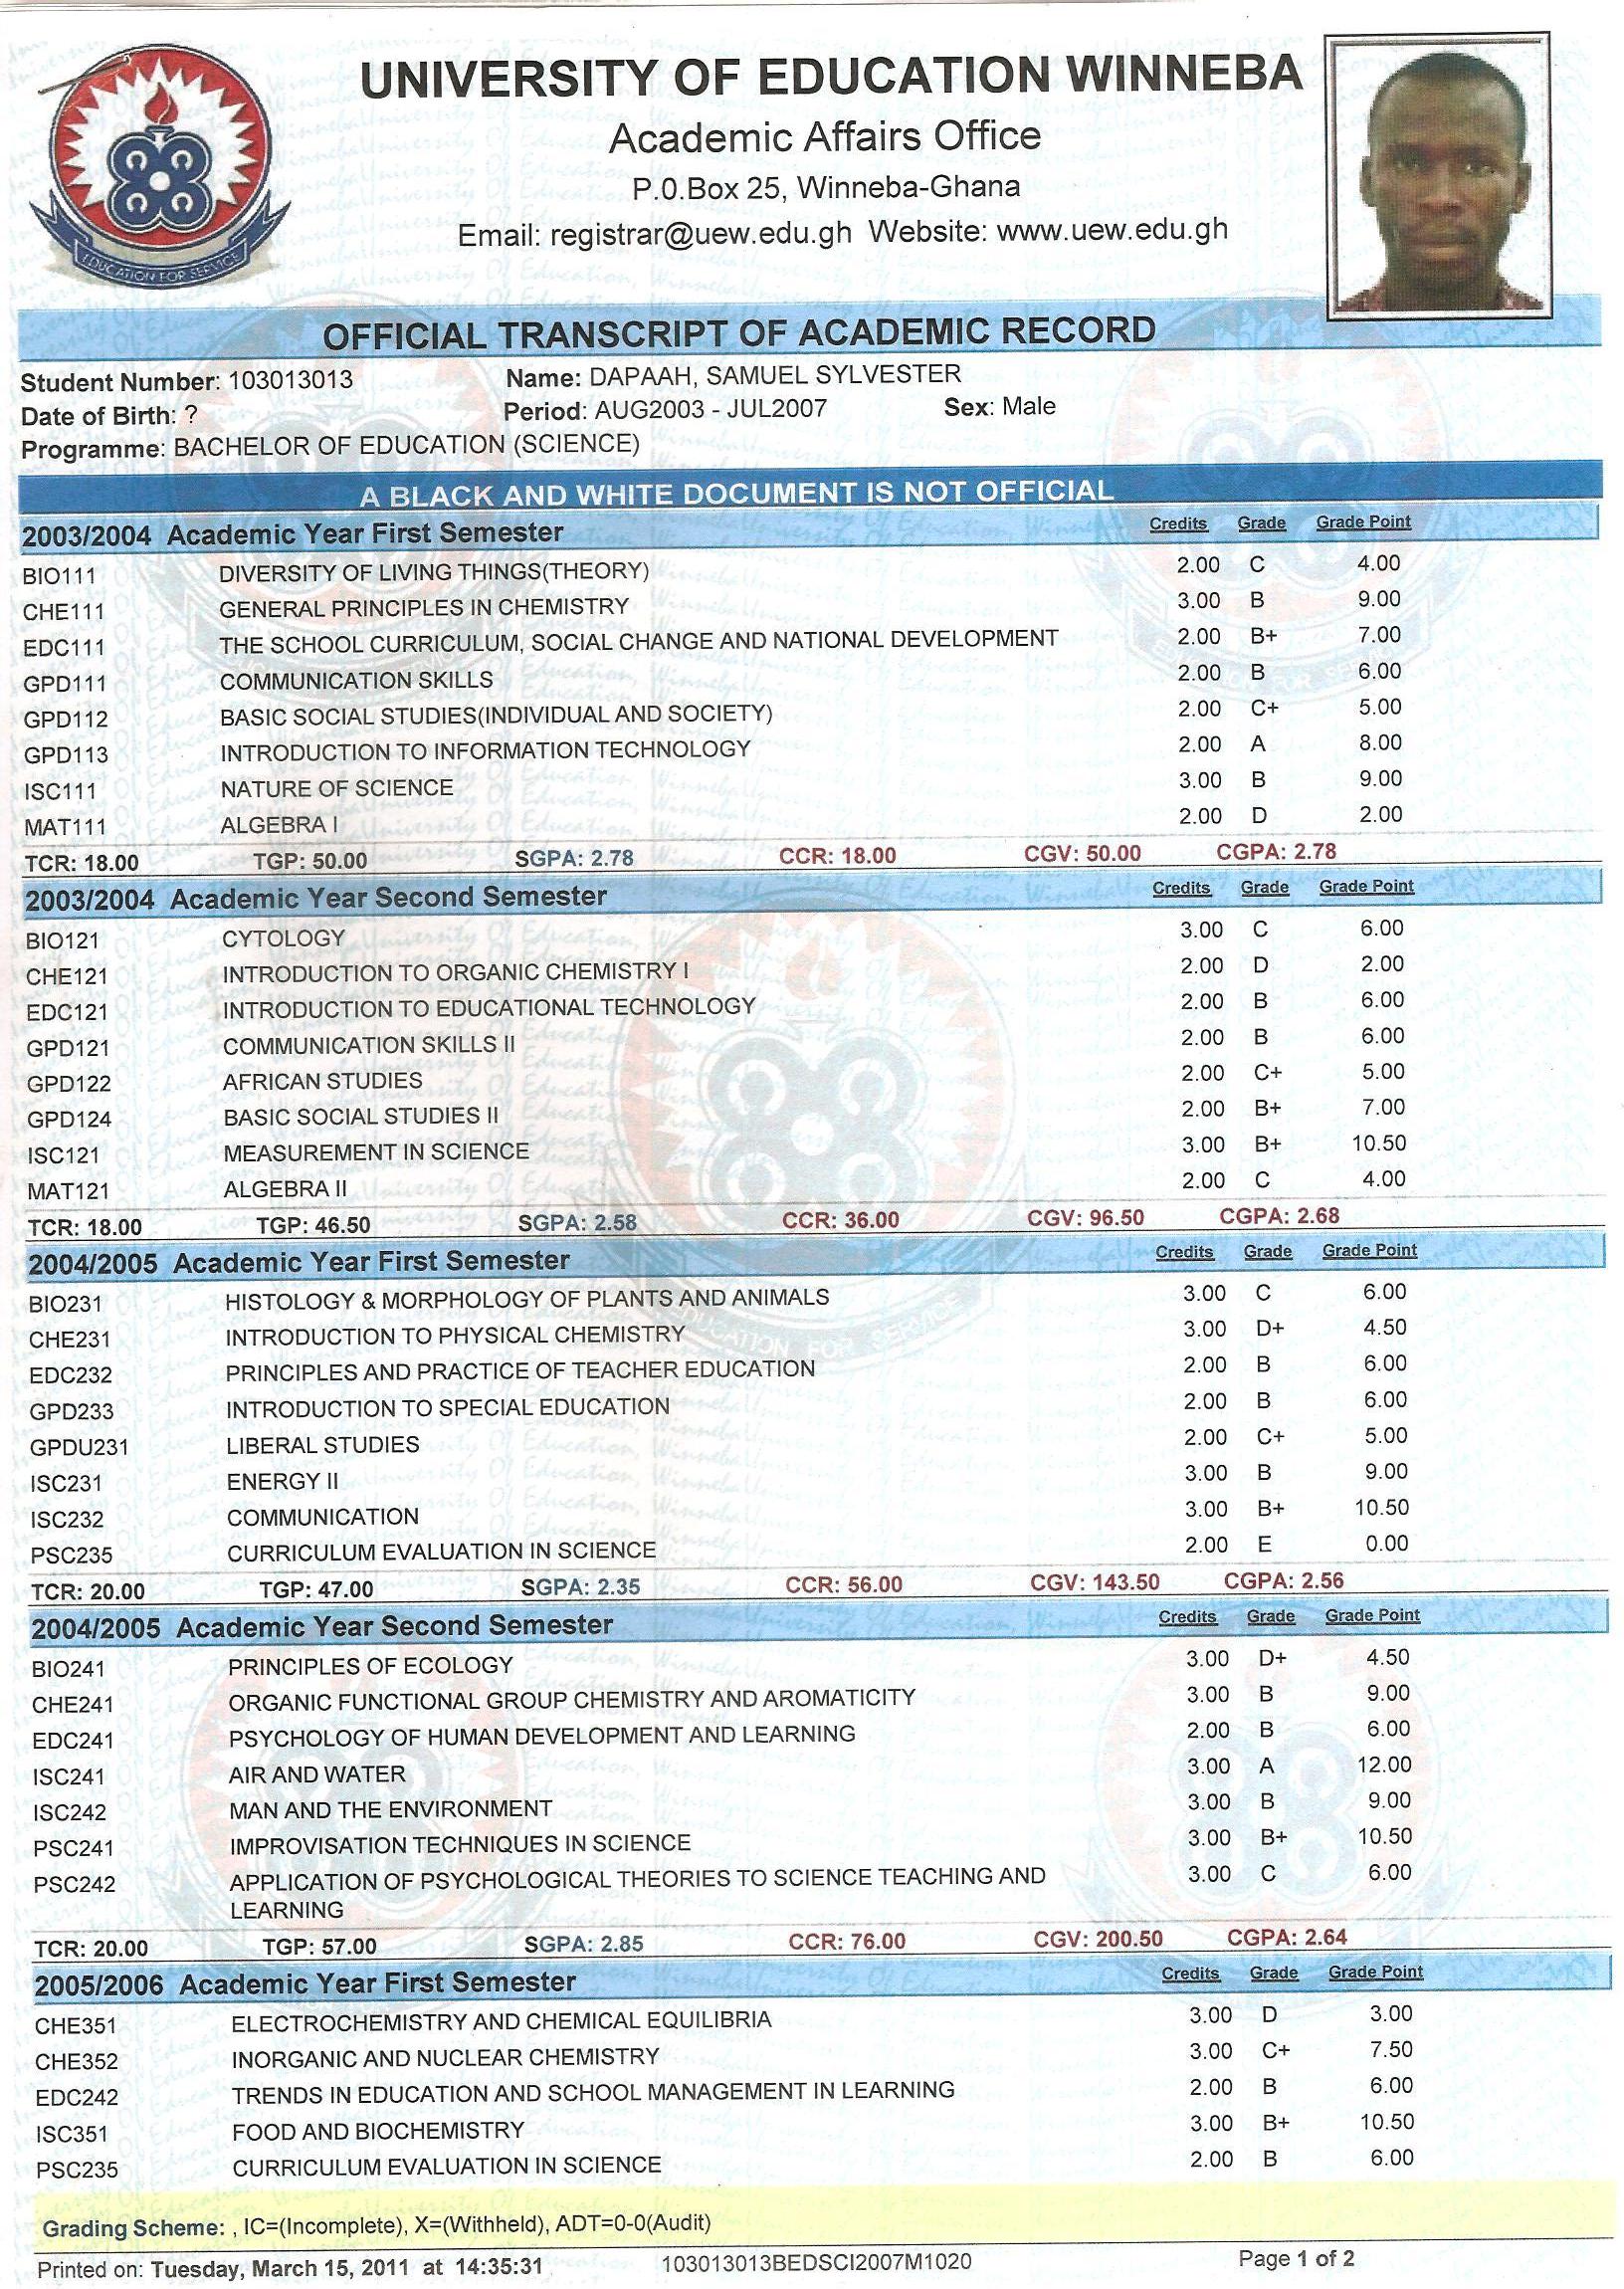 UNIVERSITY OF EDUCATION WINNEBA
Academic Affairs Office
P.0.Box 25, Winneba-Ghana
Email: registrar@uew.edu.gh Website: www.uew.edu.gh
EDUCATION FOR SERVICE
OFFICIAL TRANSCRIPT OF ACADEMIC RECORD
Student Number: 103013013 Name: DAPAAH, SAMUEL SYLVESTER
Date of Birth: ? Period: AUG2003 - JUL2007 Sex: Male
Programme: BACHELOR OF EDUCATION (SCIENCE)
A BLACK AND WHITE DOCUMENT IS NOT OFFICIAL
2003/2004 Academic Year First Semester Credits Grade Grade Point
BIO111 DIVERSITY OF LIVING THINGS(THEORY) 2.00 C 4.00
CHE111 GENERAL PRINCIPLES IN CHEMISTRY 3.00 B 9.00
EDC111 THE SCHOOL CURRICULUM, SOCIAL CHANGE AND NATIONAL DEVELOPMENT 2.00 B+ 7.00
GPD111 COMMUNICATION SKILLS 2.00 B 6.00
GPD112 BASIC SOCIAL STUDIES(INDIVIDUAL AND SOCIETY) 2.00 C+ 5.00
GPD113 INTRODUCTION TO INFORMATION TECHNOLOGY 2.00 A 8.00
ISC111 NATURE OF SCIENCE 3.00 B 9.00
MAT111 ALGEBRA I 2.00 D 2.00
TCR: 18.00 TGP: 50.00 SGPA: 2.78 CCR: 18.00 CGV: 50.00 CGPA: 2.78
2003/2004 Academic Year Second Semester Credits Grade Grade Point
BIO121 CYTOLOGY 3.00 C 6.00
CHE121 INTRODUCTION TO ORGANIC CHEMISTRY I 2.00 D 2.00
EDC121 INTRODUCTION TO EDUCATIONAL TECHNOLOGY 2.00 B 6.00
GPD121 COMMUNICATION SKILLS II 2.00 B 6.00
GPD122 AFRICAN STUDIES 2.00 C+ 5.00
GPD124 BASIC SOCIAL STUDIES II 2.00 B+ 7.00
ISC121 MEASUREMENT IN SCIENCE 3.00 B+ 10.50
MAT121 ALGEBRA II 2.00 C 4.00
TCR: 18.00 TGP: 46.50 SGPA: 2.58 CCR: 36.00 CGV: 96.50 CGPA: 2.68
2004/2005 Academic Year First Semester Credits Grade Grade Point
BIO231 HISTOLOGY & MORPHOLOGY OF PLANTS AND ANIMALS 3.00 C 6.00
CHE231 INTRODUCTION TO PHYSICAL CHEMISTRY 3.00 D+ 4.50
EDC232 PRINCIPLES AND PRACTICE OF TEACHER EDUCATION 2.00 B 6.00
GPD233 INTRODUCTION TO SPECIAL EDUCATION 2.00 B 6.00
GPDU231 LIBERAL STUDIES 2.00 C+ 5.00
ISC231 ENERGY II 3.00 B 9.00
ISC232 COMMUNICATION 3.00 B+ 10.50
PSC235 CURRICULUM EVALUATION IN SCIENCE 2.00 E 0.00
TCR: 20.00 TGP: 47.00 SGPA: 2.35 CCR: 56.00 CGV: 143.50 CGPA: 2.56
2004/2005 Academic Year Second Semester Credits Grade Grade Point
BIO241 PRINCIPLES OF ECOLOGY 3.00 D+ 4.50
CHE241 ORGANIC FUNCTIONAL GROUP CHEMISTRY AND AROMATICITY 3.00 B 9.00
EDC241 PSYCHOLOGY OF HUMAN DEVELOPMENT AND LEARNING 2.00 B 6.00
ISC241 AIR AND WATER 3.00 A 12.00
ISC242 MAN AND THE ENVIRONMENT 3.00 B 9.00
PSC241 IMPROVISATION TECHNIQUES IN SCIENCE 3.00 B+ 10.50
PSC242 APPLICATION OF PSYCHOLOGICAL THEORIES TO SCIENCE TEACHING AND 3.00 C 6.00
LEARNING
TCR: 20.00 TGP: 57.00 SGPA: 2.85 CCR: 76.00 CGV: 200.50 CGPA: 2.64
2005/2006 Academic Year First Semester Credits Grade Grade Point
CHE351 ELECTROCHEMISTRY AND CHEMICAL EQUILIBRIA 3.00 D 3.00
CHE352 INORGANIC AND NUCLEAR CHEMISTRY 3.00 C+ 7.50
EDC242 TRENDS IN EDUCATION AND SCHOOL MANAGEMENT IN LEARNING 2.00 B 6.00
ISC351 FOOD AND BIOCHEMISTRY 3.00 B+ 10.50
PSC235 CURRICULUM EVALUATION IN SCIENCE 2.00 B 6.00
Grading Scheme: , IC=(Incomplete), X=(Withheld), ADT=0-0(Audit)
Printed on: Tuesday, March 15, 2011 at 14:35:31 103013013BEDSCI2007M1020 Page 1 of 2